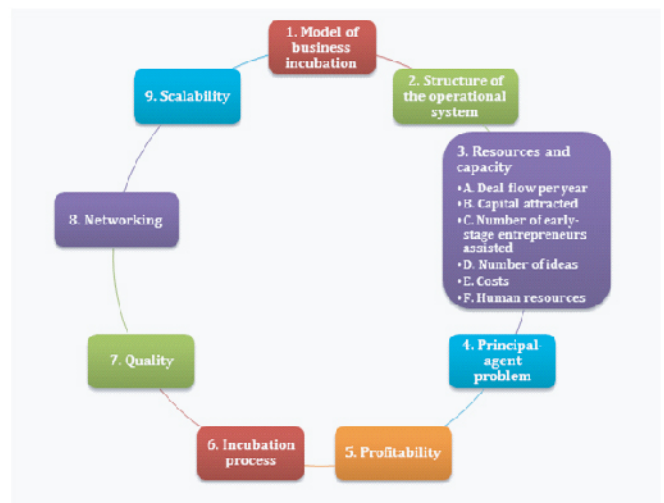 1. Model of
business
incubation
2. Structure of
the operational
system
3. Resources and
capacity
•A. Deal flow per year
•B. Capital attracted
•C. Number of early-
stage entrepreneurs
assisted
•D. Number of ideas
•E. Costs
•F. Human resources
4. Principal-
agent
problem
5. Profitability
6. Incubation
process
7. Quality
8. Networking
9. Scalability